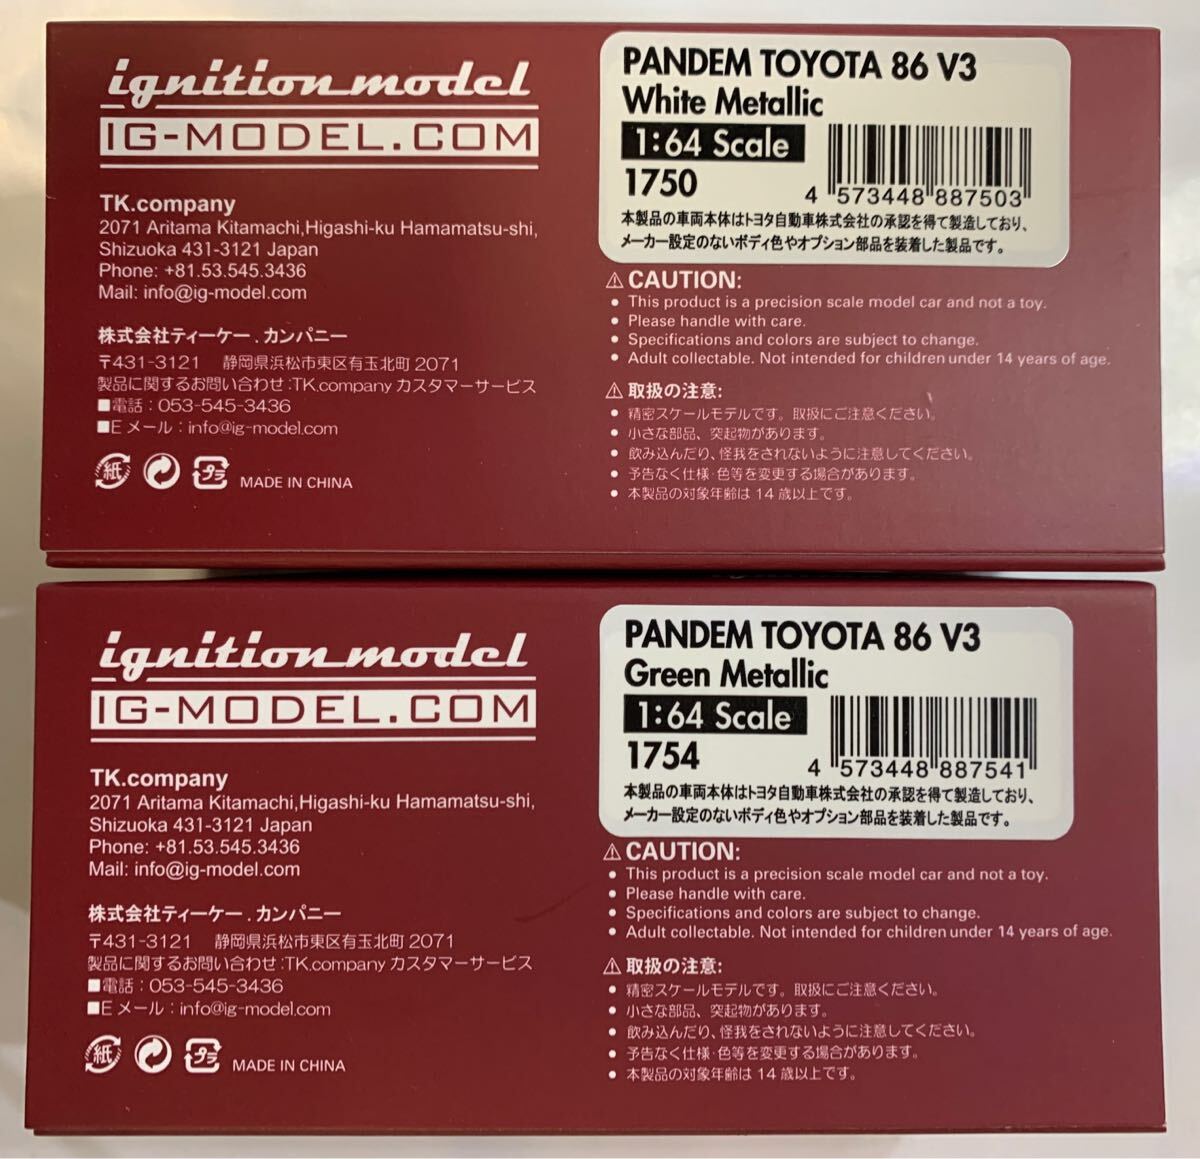 ignition model
IG-MODEL.COM
TK.company
2071 Aritama Kitamachi,Higashi-ku Hamamatsu-shi,
Shizuoka 431-3121 Japan
Phone: +81.53.545.3436
Mail: info@ig-model.com
株式会社ティーケー.カンパニー
〒431-3121 静岡県浜松市東区有玉北町 2071
製品に関するお問い合わせ:TK.company カスタマーサービス
■電話:053-545-3436
■E メール:info@ig-model.com
紙 プラ MADE IN CHINA
PANDEM TOYOTA 86 V3
White Metallic
1:64 Scale
1750
4 573448 887503
本製品の車両本体はトヨタ自動車株式会社の承認を得て製造しており、
メーカー設定のないボディ色やオプション部品を装着した製品です。
⚠CAUTION:
• This product is a precision scale model car and not a toy.
• Please handle with care.
• Specifications and colors are subject to change.
• Adult collectable. Not intended for children under 14 years of age.
⚠取扱の注意:
• 精密スケールモデルです。取扱にご注意ください。
• 小さな部品、突起物があります。
• 飲み込んだり、怪我をされないように注意してください。
• 予告なく仕様・色等を変更する場合があります。
• 本製品の対象年齢は 14 歳以上です。
ignition model
IG-MODEL.COM
TK.company
2071 Aritama Kitamachi,Higashi-ku Hamamatsu-shi,
Shizuoka 431-3121 Japan
Phone: +81.53.545.3436
Mail: info@ig-model.com
株式会社ティーケー.カンパニー
〒431-3121 静岡県浜松市東区有玉北町 2071
製品に関するお問い合わせ:TK.company カスタマーサービス
■電話:053-545-3436
■E メール:info@ig-model.com
紙 プラ MADE IN CHINA
PANDEM TOYOTA 86 V3
Green Metallic
1:64 Scale
1754
4 573448 887541
本製品の車両本体はトヨタ自動車株式会社の承認を得て製造しており、
メーカー設定のないボディ色やオプション部品を装着した製品です。
⚠CAUTION:
• This product is a precision scale model car and not a toy.
• Please handle with care.
• Specifications and colors are subject to change.
• Adult collectable. Not intended for children under 14 years of age.
⚠取扱の注意:
• 精密スケールモデルです。取扱にご注意ください。
• 小さな部品、突起物があります。
• 飲み込んだり、怪我をされないように注意してください。
• 予告なく仕様・色等を変更する場合があります。
• 本製品の対象年齢は 14 歳以上です。